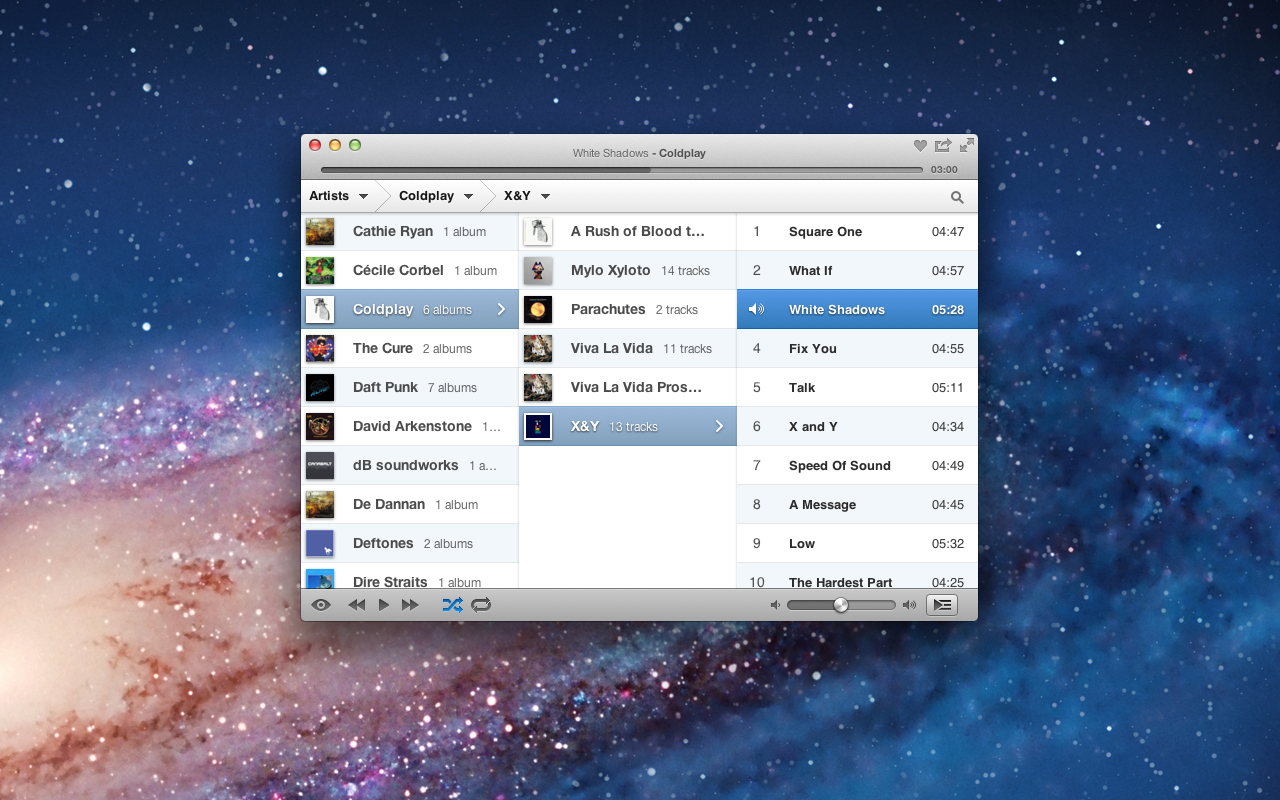 White Shadows - Coldplay
03:00
Artists Coldplay X&Y
Cathie Ryan 1 album
Cécile Corbel 1 album
Coldplay 6 albums
The Cure 2 albums
Daft Punk 7 albums
David Arkenstone 1...
dB soundworks 1 a...
De Dannan 1 album
Deftones 2 albums
Dire Straits 1 album
A Rush of Blood t...
Mylo Xyloto 14 tracks
Parachutes 2 tracks
Viva La Vida 11 tracks
Viva La Vida Pros...
X&Y 13 tracks
1 Square One 04:47
2 What If 04:57
White Shadows 05:28
4 Fix You 04:55
5 Talk 05:11
6 X and Y 04:34
7 Speed Of Sound 04:49
8 A Message 04:45
9 Low 05:32
10 The Hardest Part 04:25